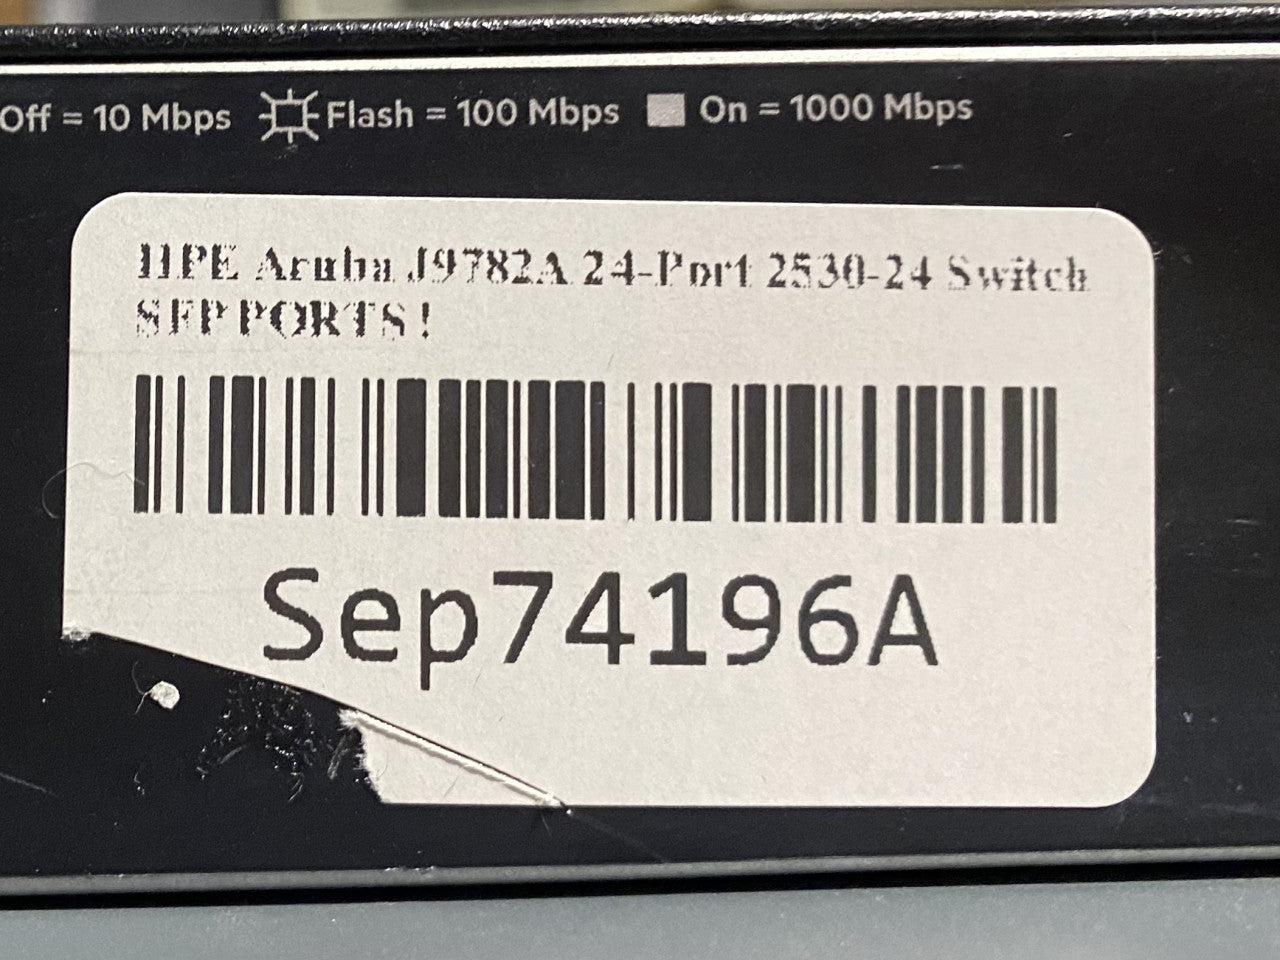 Off = 10 Mbps Flash = 100 Mbps On = 1000 Mbps
HPE Aruba J9782A 24-Port 2530-24 Switch
SFP PORTS!
Sep74196A